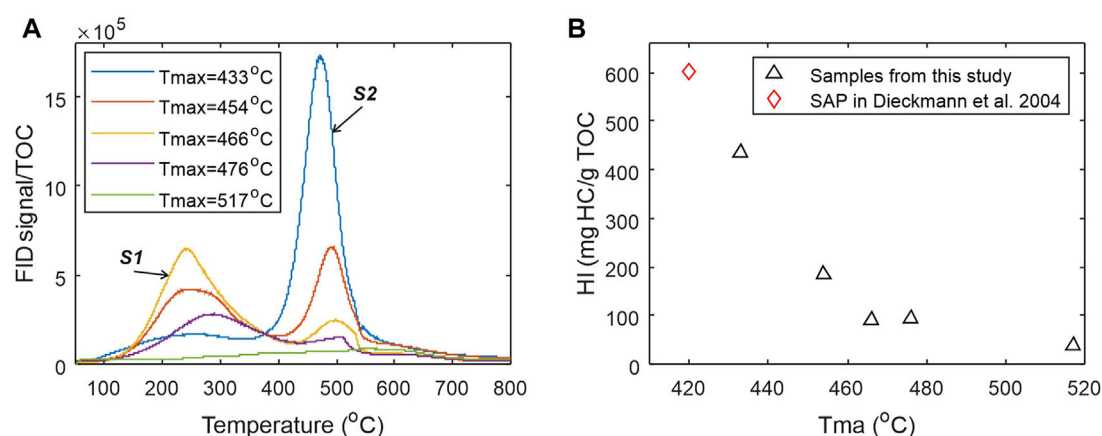 A
×10⁵
Tmax=433°C
Tmax=454°C
Tmax=466°C
Tmax=476°C
Tmax=517°C
S2
S1
15
10
5
0
FID signal/TOC
100 200 300 400 500 600 700 800
Temperature (°C)
B
Samples from this study
SAP in Dieckmann et al. 2004
600
500
400
300
200
100
0
HI (mg HC/g TOC
420 440 460 480 500 520
Tma (°C)